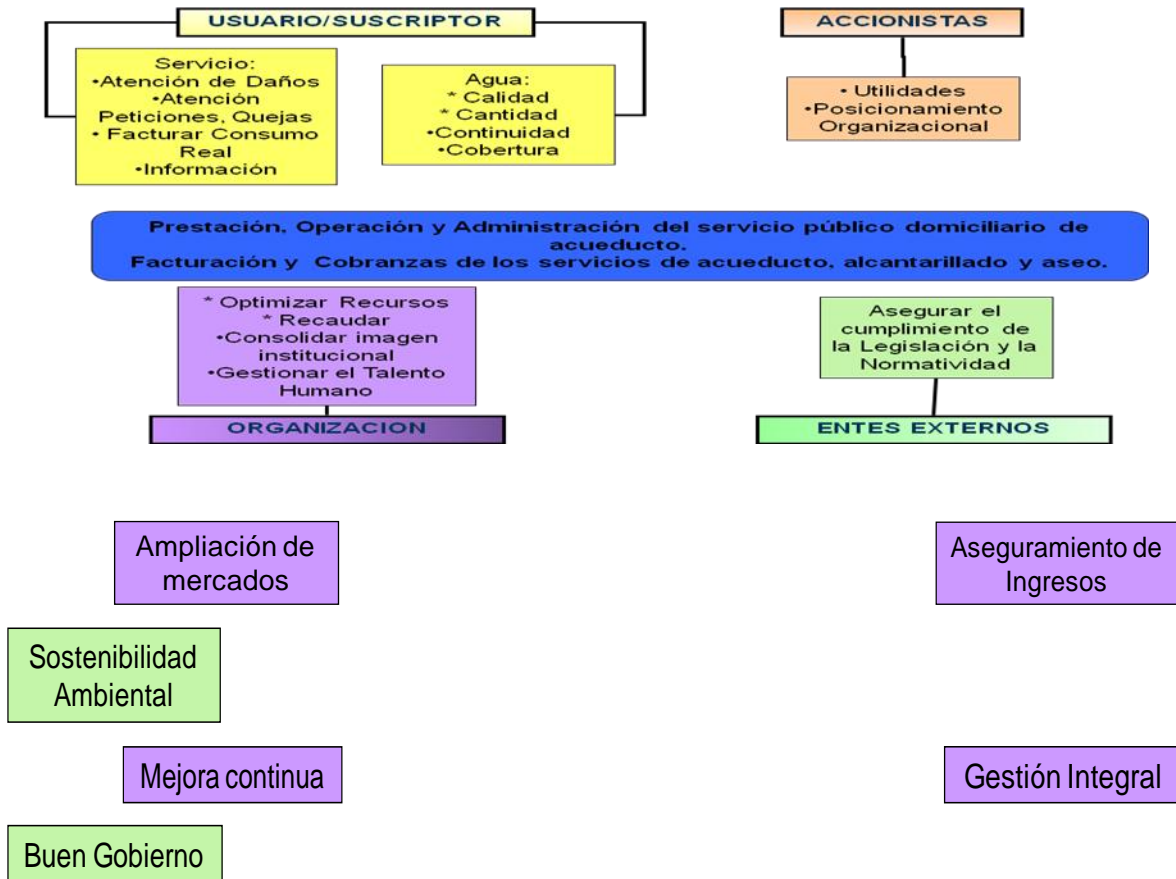 USUARIO/SUSCRIPTOR
Servicio:
•Atención de Daños
•Atención
Peticiones, Quejas
• Facturar Consumo
Real
•Información
Agua:
* Calidad
* Cantidad
•Continuidad
•Cobertura
ACCIONISTAS
• Utilidades
•Posicionamiento
Organizacional
Prestación, Operación y Administración del servicio público domiciliario de
acueducto.
Facturación y Cobranzas de los servicios de acueducto, alcantarillado y aseo.
* Optimizar Recursos
* Recaudar
•Consolidar imagen
institucional
•Gestionar el Talento
Humano
ORGANIZACION
Asegurar el
cumplimiento de
la Legislación y la
Normatividad
ENTES EXTERNOS
Ampliación de
mercados
Aseguramiento de
Ingresos
Sostenibilidad
Ambiental
Mejora continua
Gestión Integral
Buen Gobierno